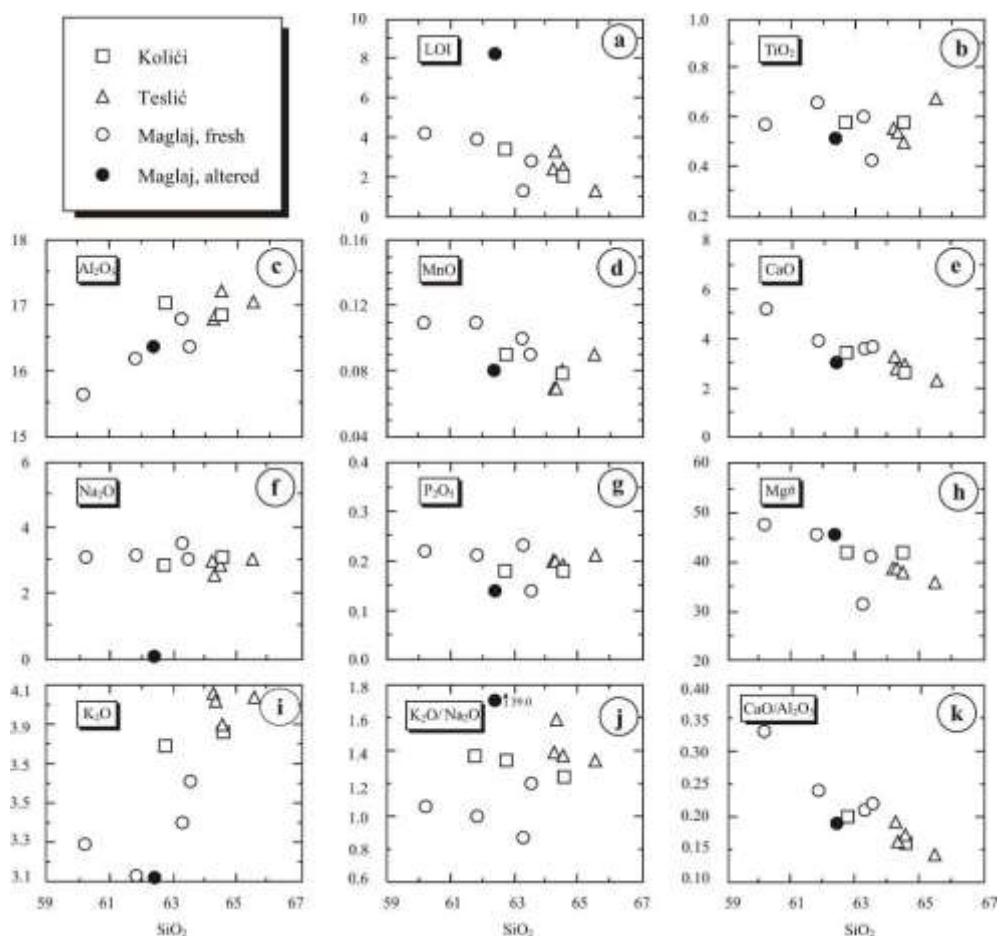 Kolići
Teslić
Maglaj, fresh
Maglaj, altered
LOI
a
8
6
4
2
0
TiO₂
b
1.0
0.8
0.6
0.4
0.2
Al₂O₃
c
18
17
16
15
MnO
d
0.16
0.12
0.08
0.04
CaO
e
8
6
4
2
0
Na₂O
f
6
4
2
0
P₂O₅
g
0.4
0.3
0.2
0.1
0.0
Mg#
h
60
50
40
30
20
K₂O
i
4.1
3.9
3.7
3.5
3.3
3.1
K₂O/Na₂O
j
1.8
1.6
1.4
1.2
1.0
0.8
0.6
CaO/Al₂O₃
k
0.40
0.35
0.30
0.25
0.20
0.15
0.10
59 61 63 65 67
SiO₂
59 61 63 65 67
SiO₂
59 61 63 65 67
SiO₂